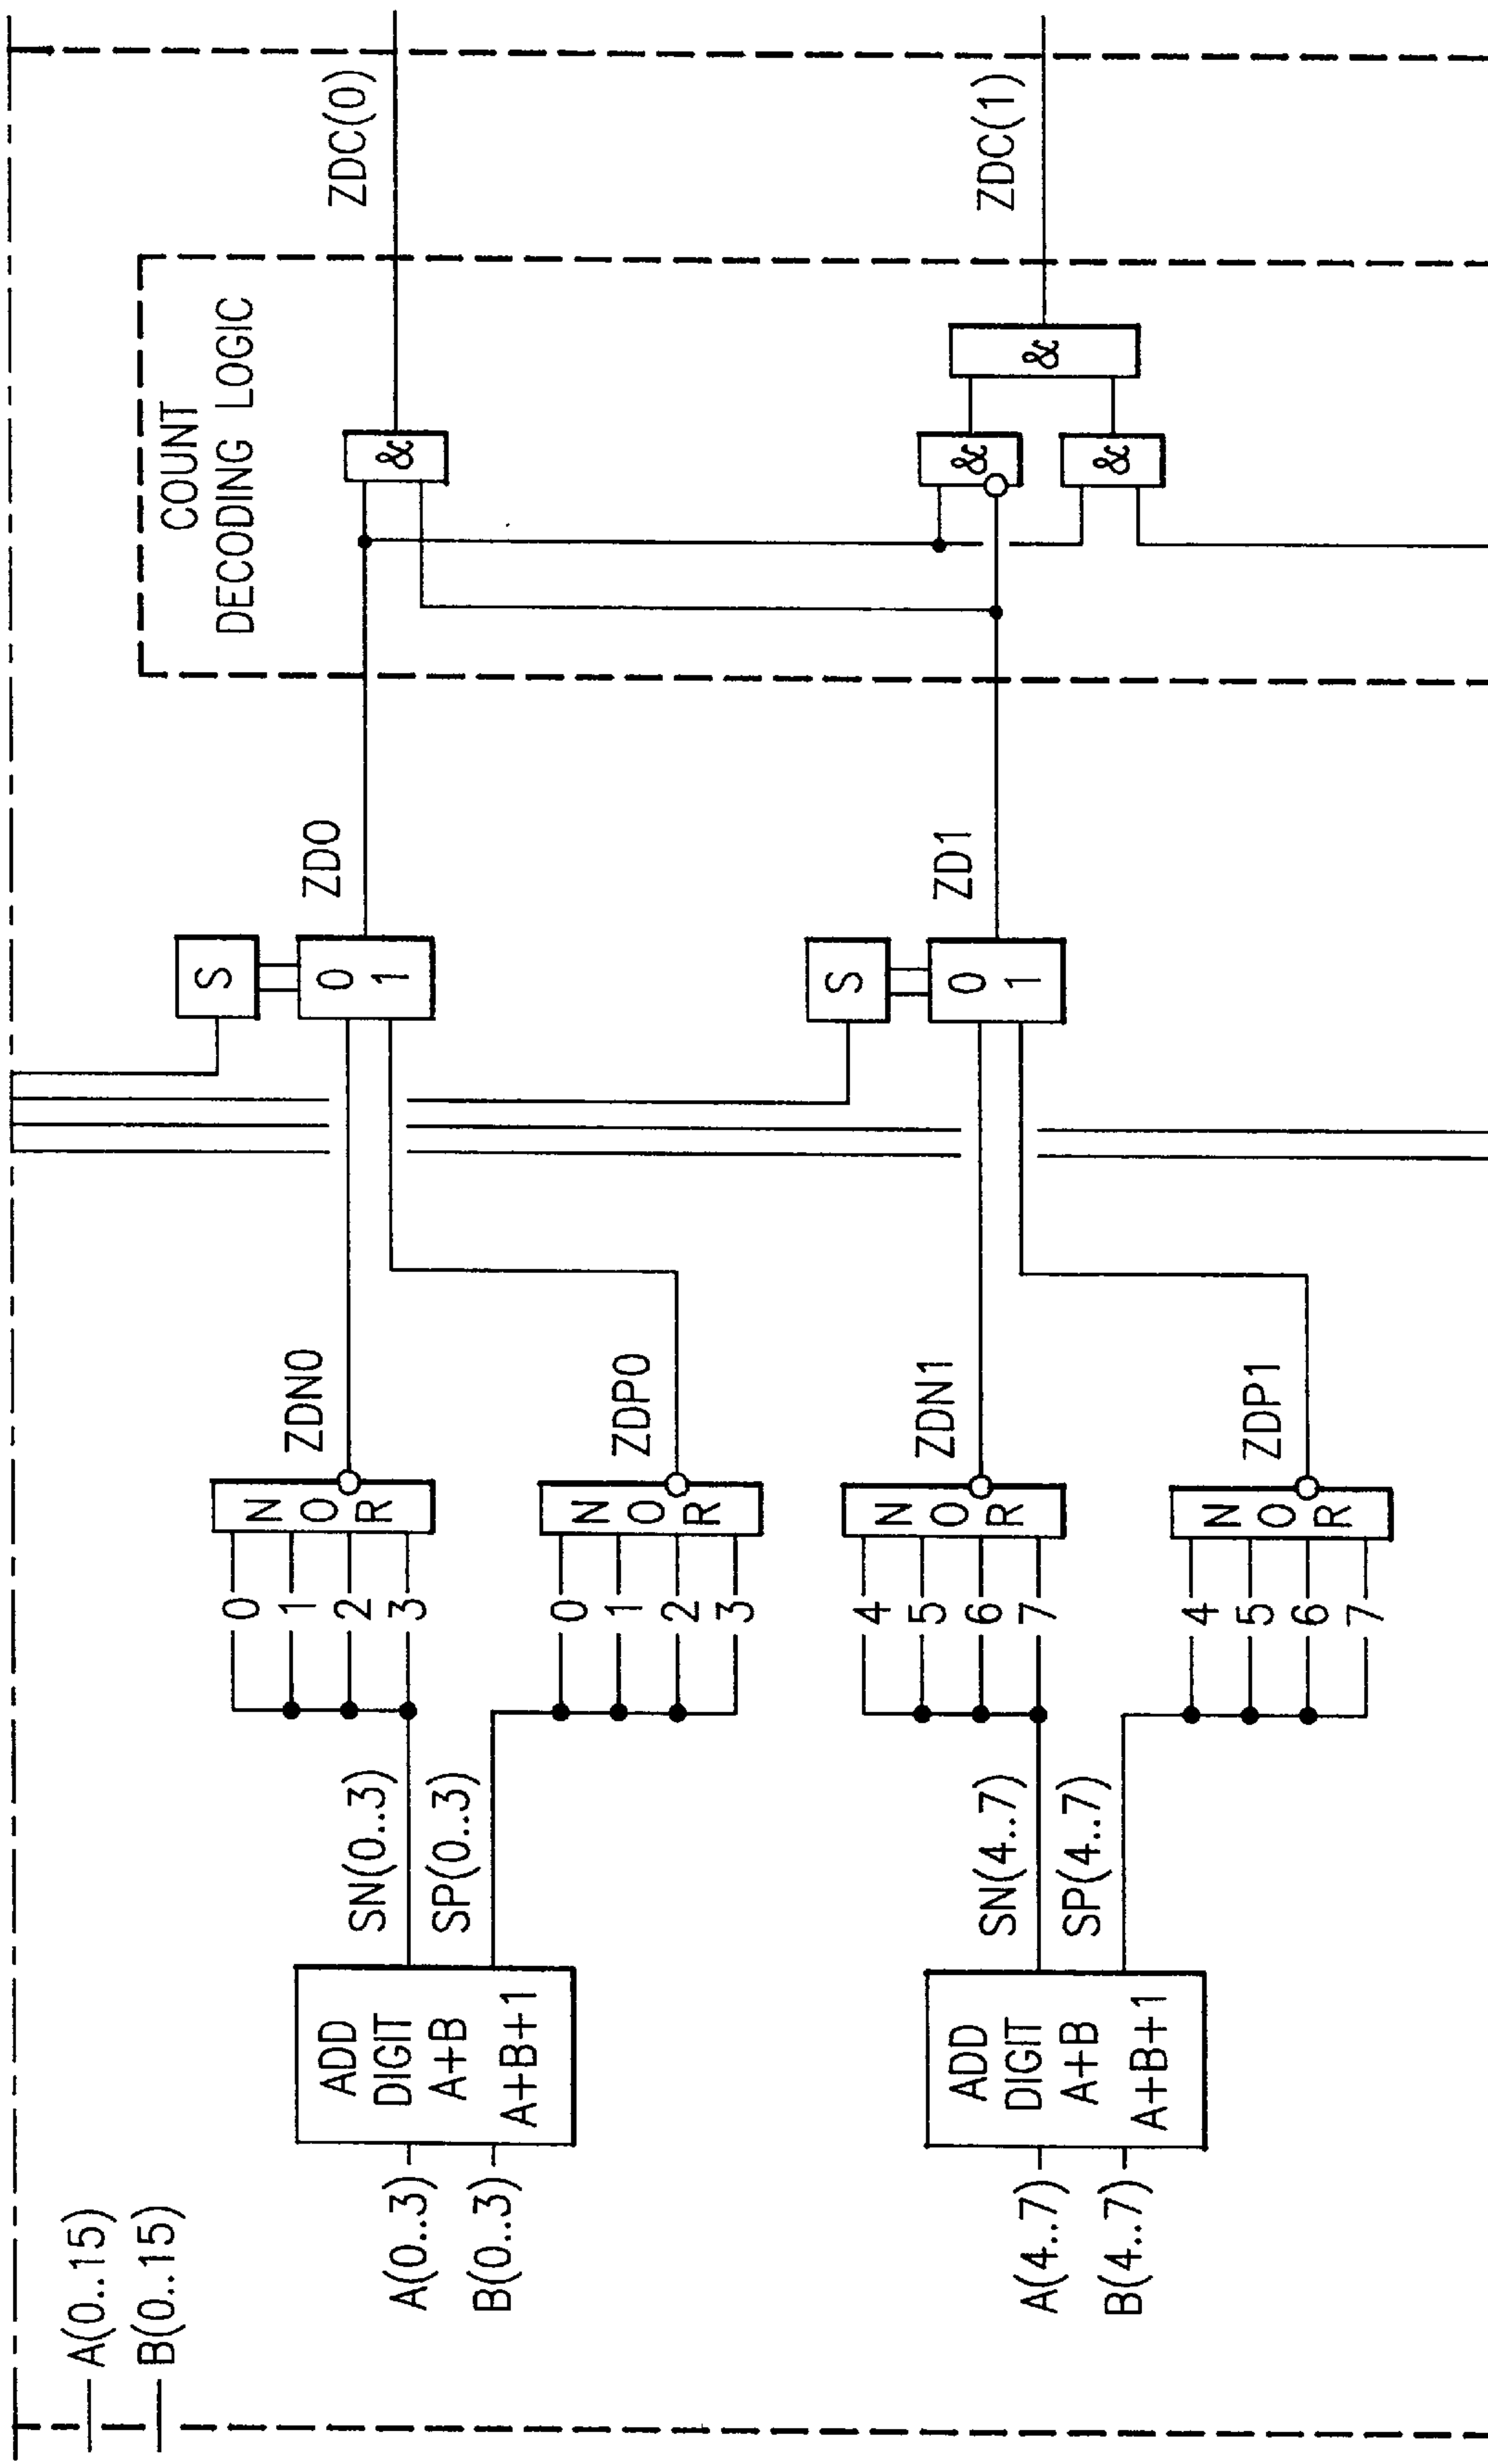 A(0..15)
B(0..15)
A(0..3)
B(0..3)
ADD
DIGIT
A+B
A+B+1
SN(0..3)
SP(0..3)
0
1
2
3
NOR
ZDN0
0
1
2
3
NOR
ZDP0
S
0
1
ZD0
COUNT
DECODING LOGIC
&
ZDC(0)
A(4..7)
B(4..7)
ADD
DIGIT
A+B
A+B+1
SN(4..7)
SP(4..7)
4
5
6
7
NOR
ZDN1
4
5
6
7
NOR
ZDP1
S
0
1
ZD1
&
&
&
ZDC(1)